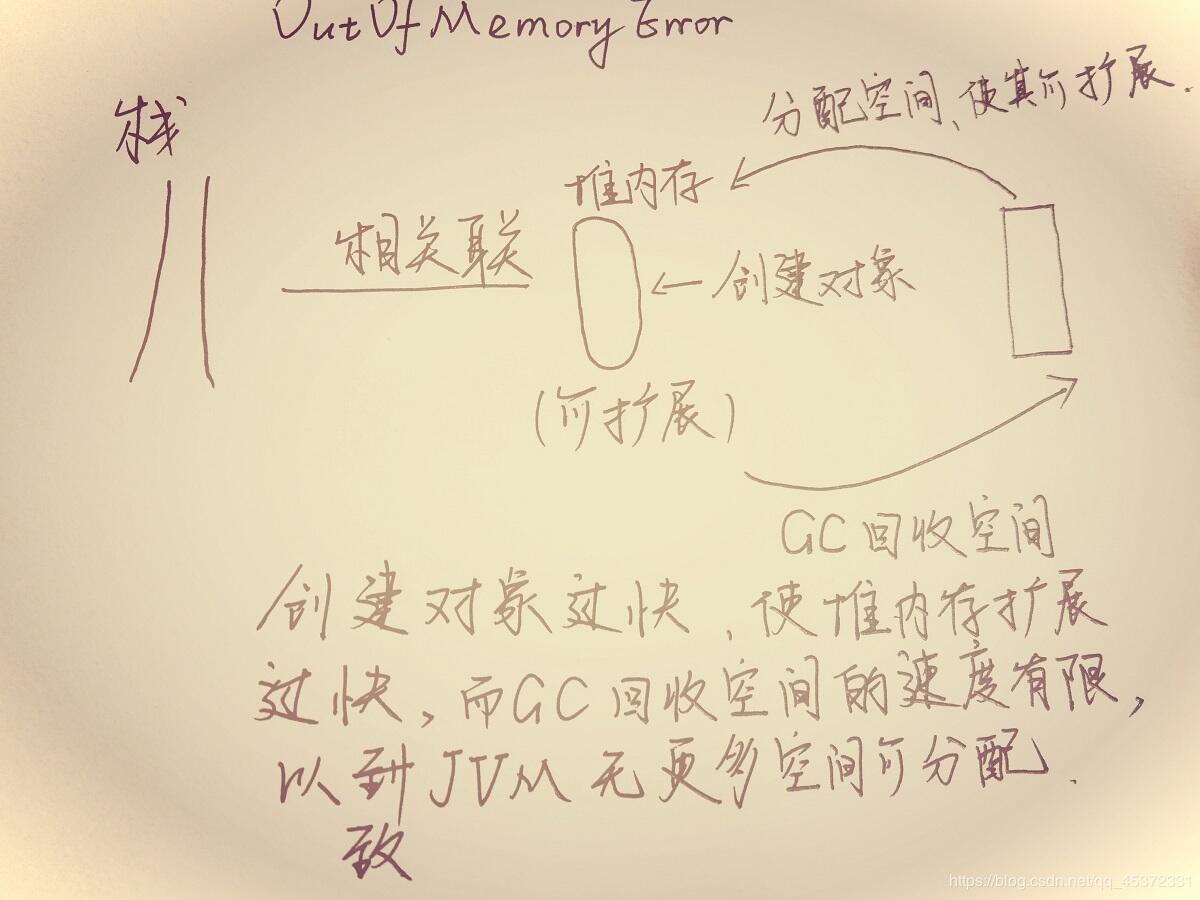 OutOfMemoryError
栈
分配空间、使其可扩展.
堆内存
相关联
创建对象
(可扩展)
GC 回收空间
创建对象过快,使堆内存扩展
过快,而GC回收空间的速度有限,
以到JVM无更多空间可分配.
致
https://blog.csdn.net/qq_45372331